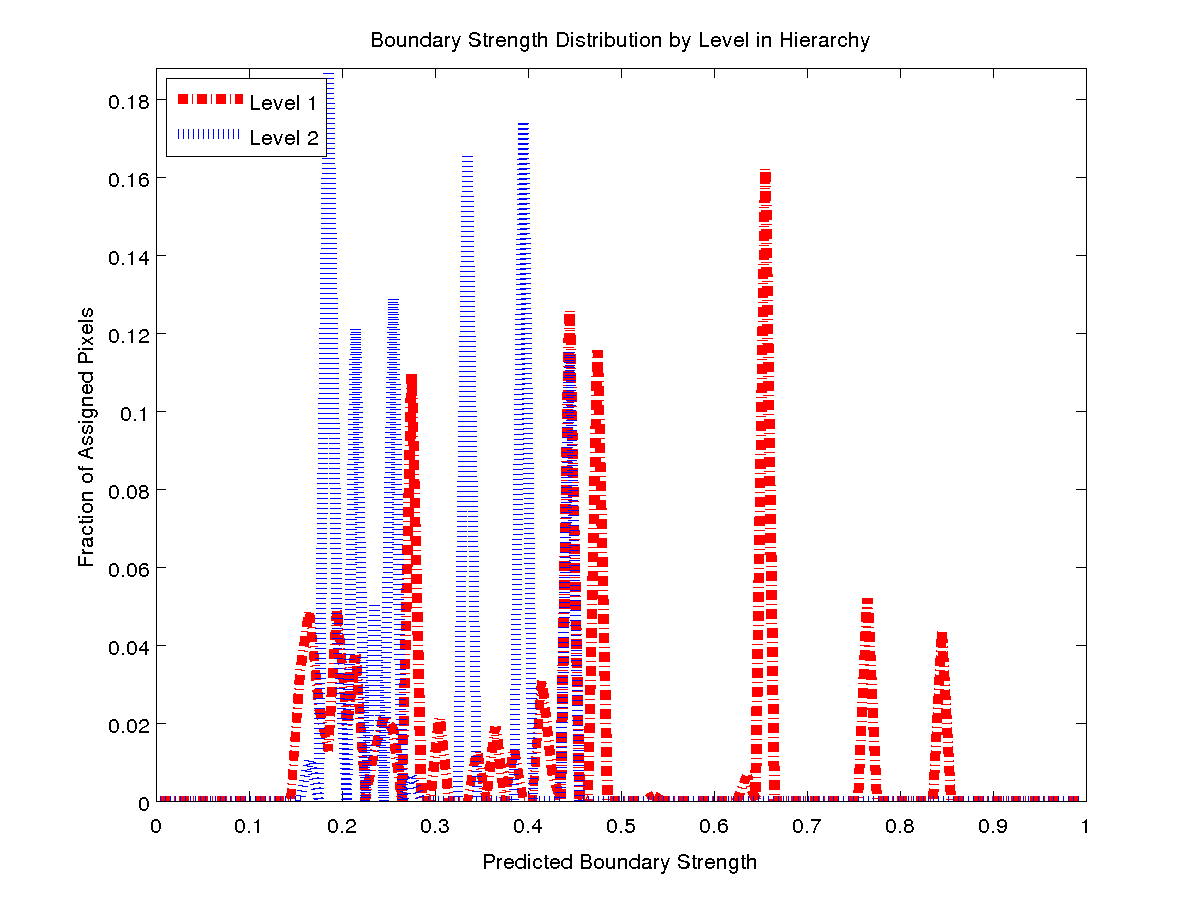 Boundary Strength Distribution by Level in Hierarchy
Level 1
Level 2
0.18
0.16
0.14
0.12
0.1
0.08
0.06
0.04
0.02
0
Fraction of Assigned Pixels
0 0.1 0.2 0.3 0.4 0.5 0.6 0.7 0.8 0.9 1
Predicted Boundary Strength